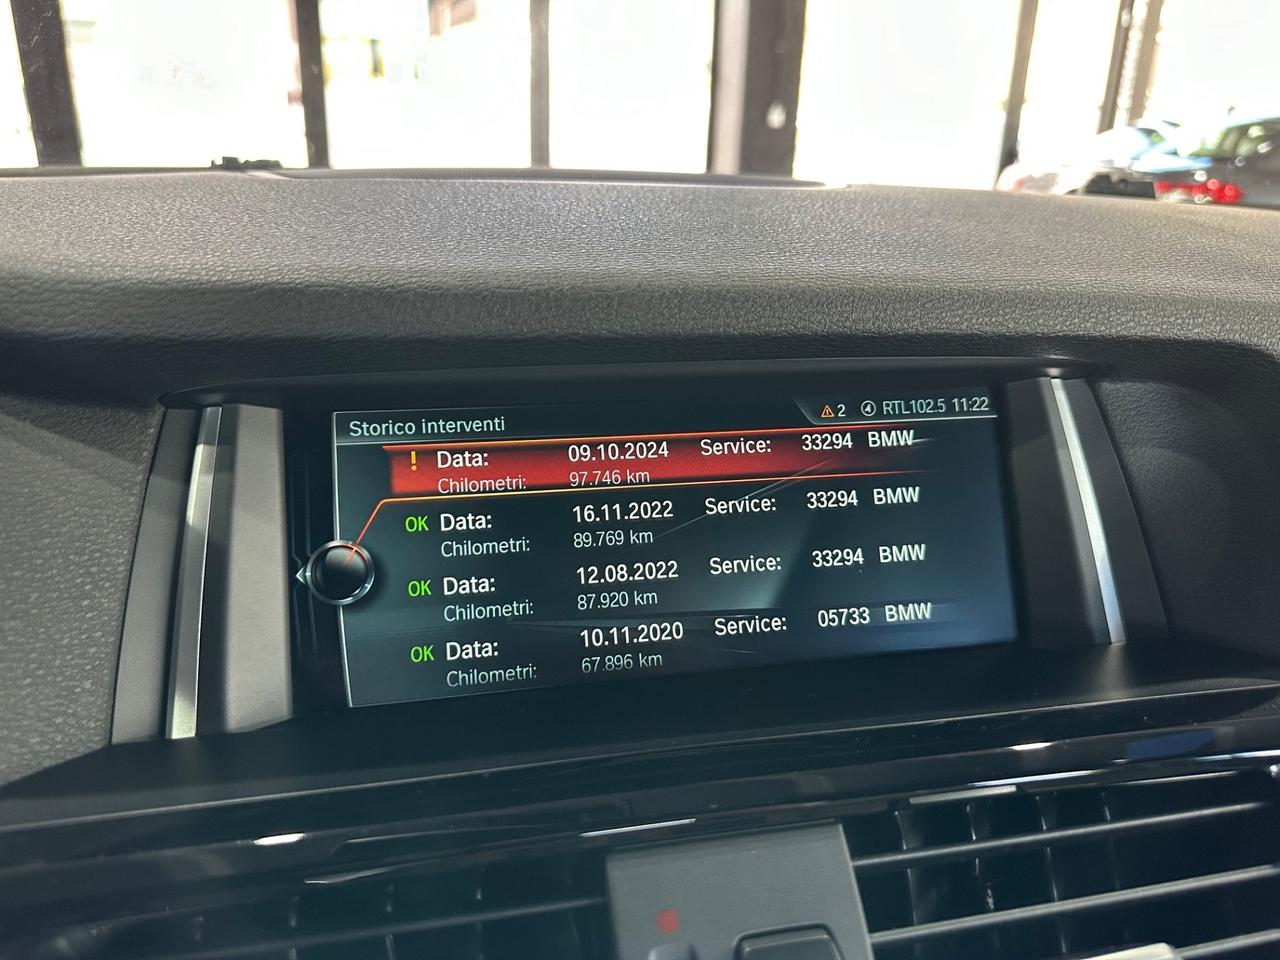 Storico interventi 2 RTL102.5 11:22
! Data: 09.10.2024 Service: 33294 BMW
Chilometri: 97.746 km
OK Data: 16.11.2022 Service: 33294 BMW
Chilometri: 89.769 km
OK Data: 12.08.2022 Service: 33294 BMW
Chilometri: 87.920 km
OK Data: 10.11.2020 Service: 05733 BMW
Chilometri: 67.896 km